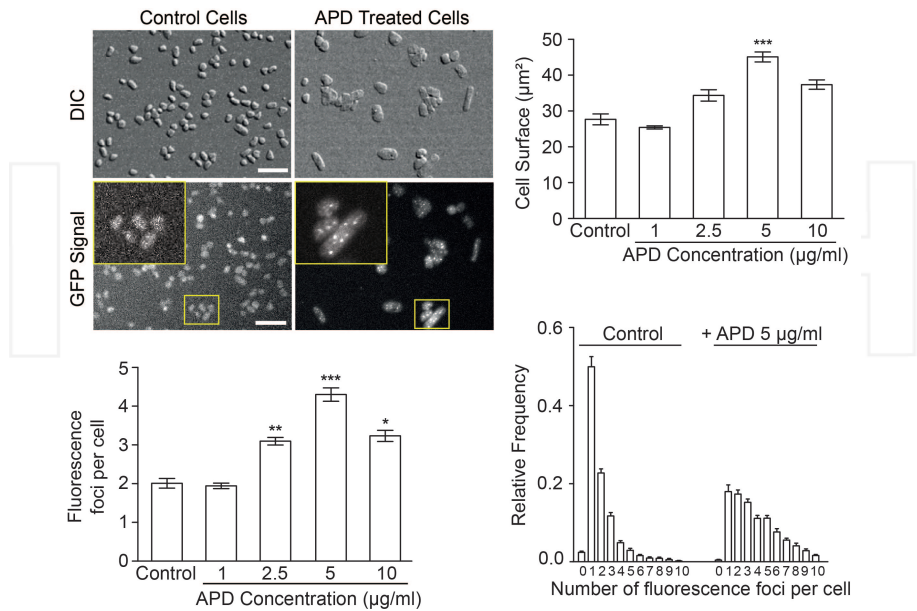 Control Cells
APD Treated Cells
DIC
GFP Signal
Cell Surface (µm²)
50
40
30
20
10
0
***
Control 1 2.5 5 10
APD Concentration (µg/ml)
Fluorescence
foci per cell
5
4
3
2
1
0
**
***
*
Control 1 2.5 5 10
APD Concentration (µg/ml)
Relative Frequency
0.6
0.4
0.2
0.0
Control
+ APD 5 µg/ml
0 1 2 3 4 5 6 7 8 9 10
0 1 2 3 4 5 6 7 8 9 10
Number of fluorescence foci per cell